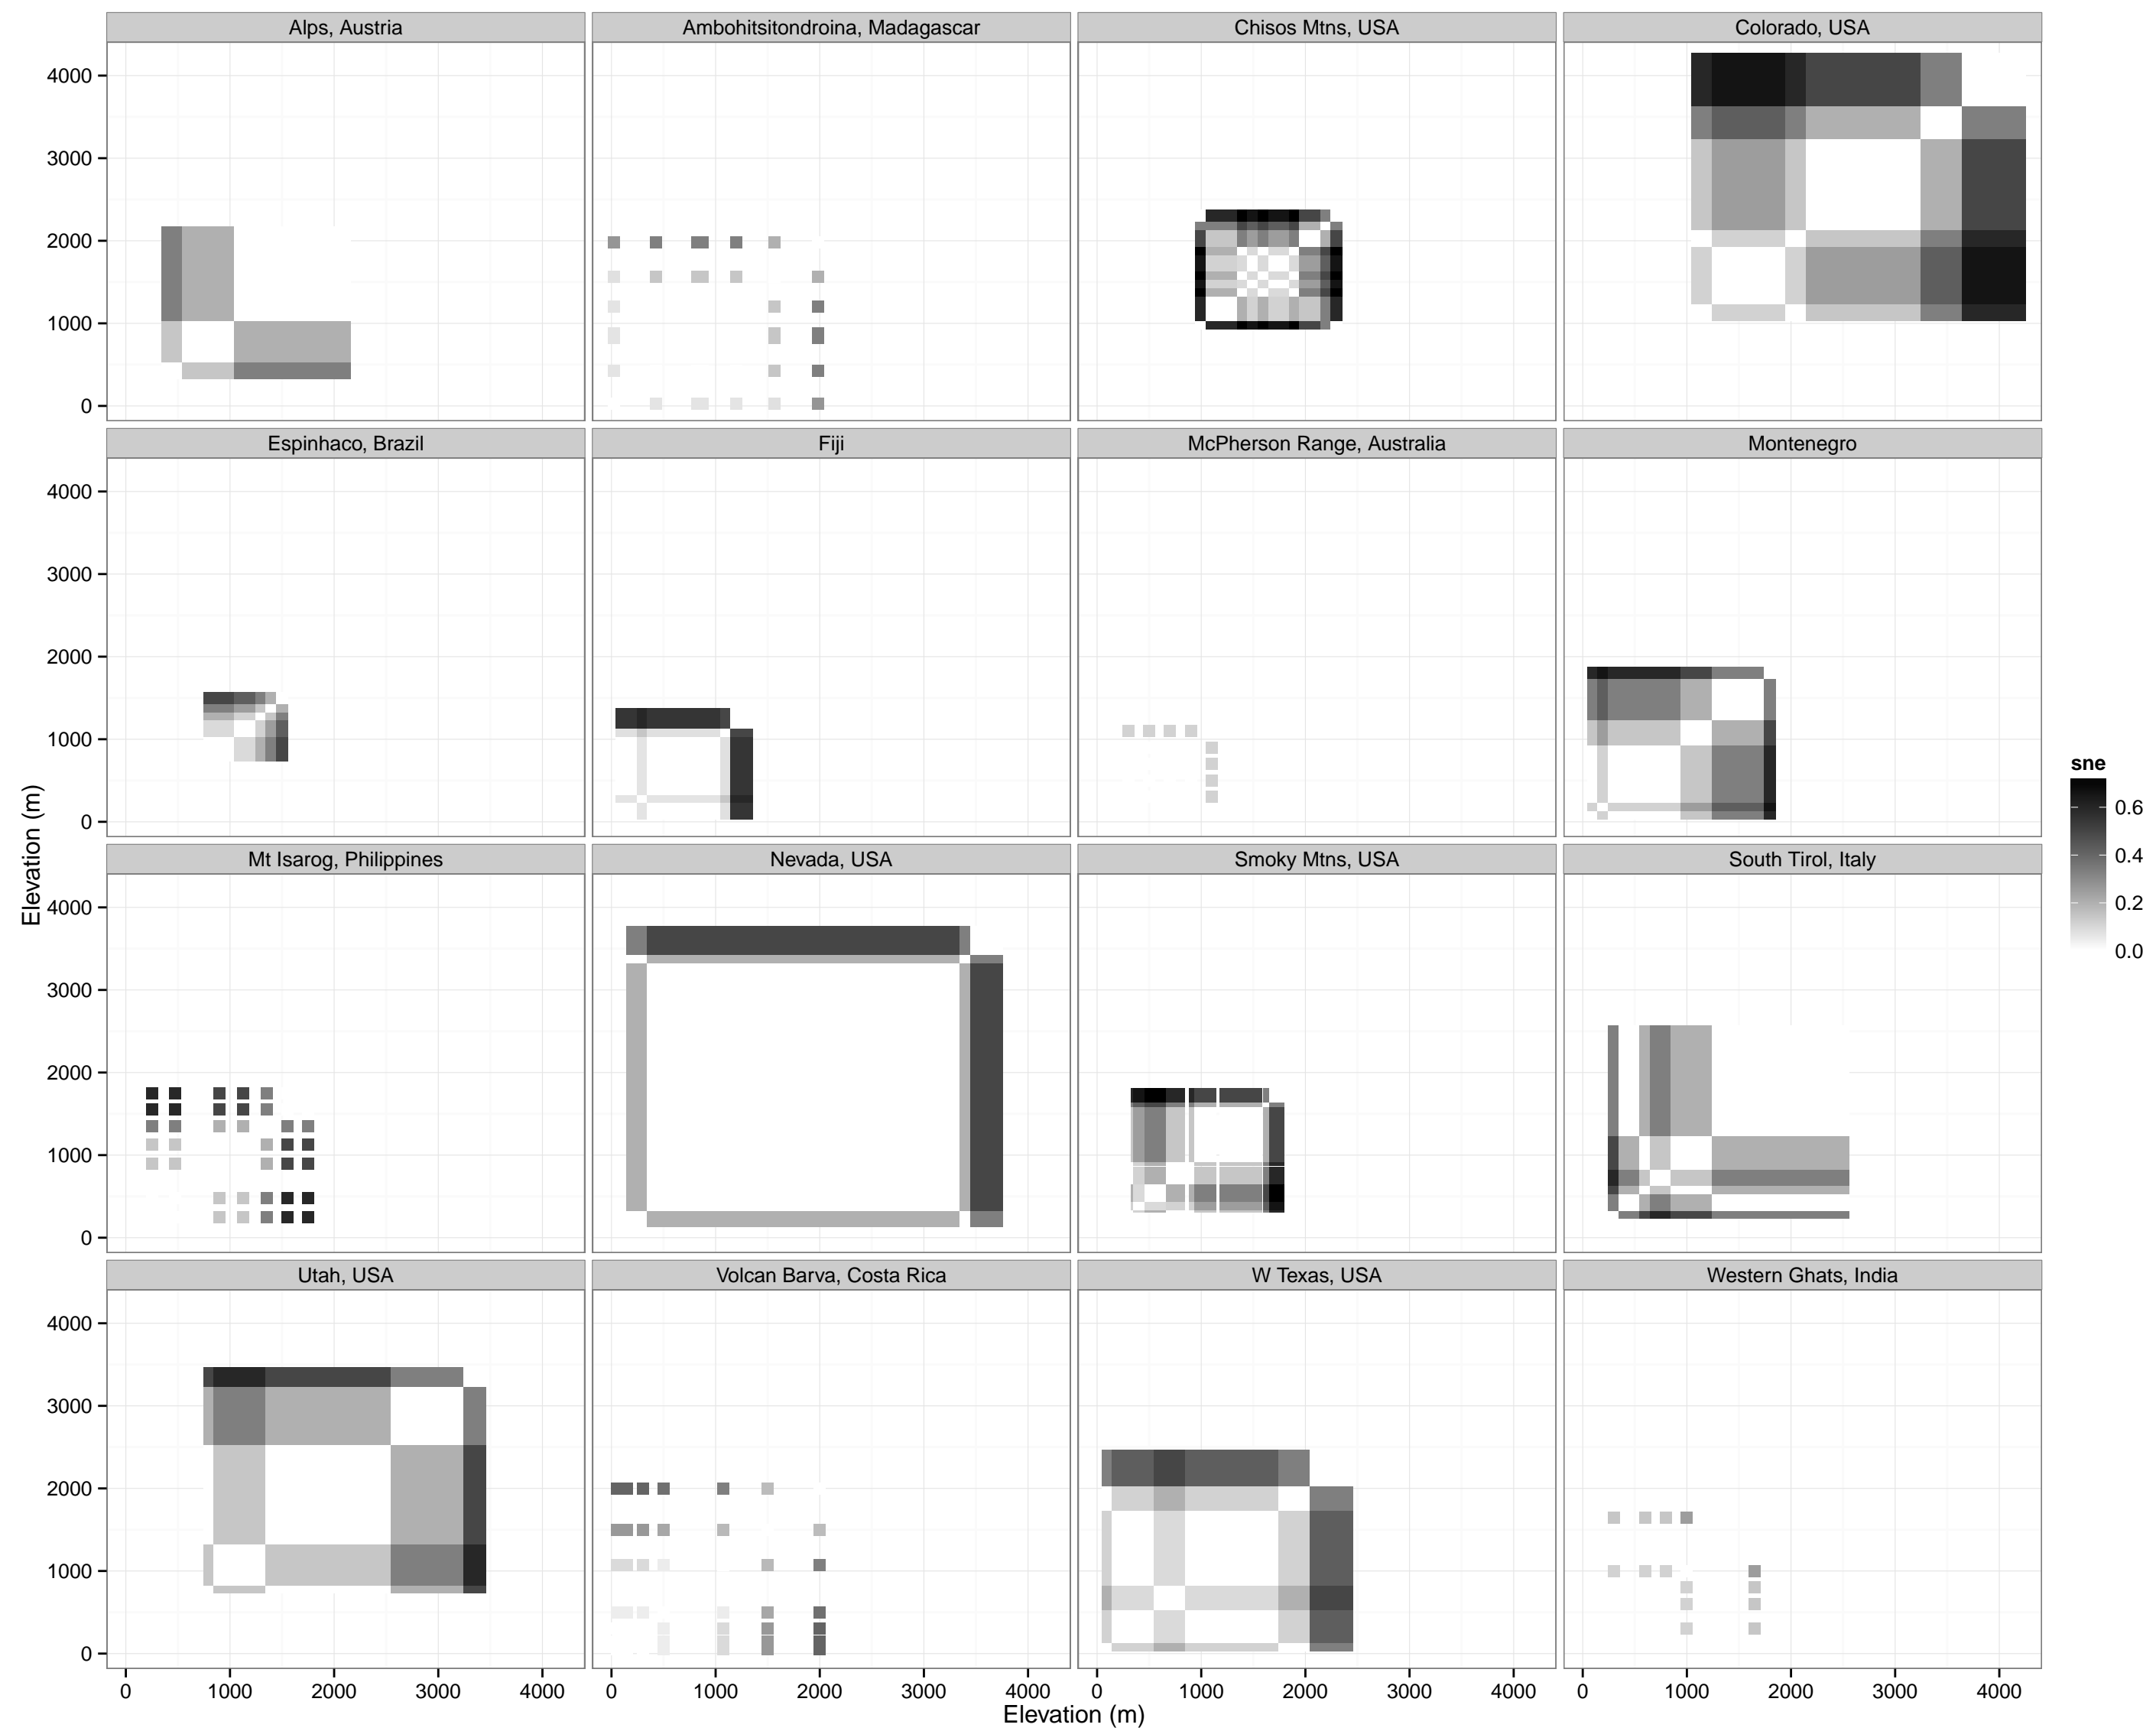 Alps, Austria
Ambohitsitondroina, Madagascar
Chisos Mtns, USA
Colorado, USA
4000
3000
2000
1000
0
Espinhaco, Brazil
Fiji
McPherson Range, Australia
Montenegro
4000
3000
2000
1000
0
Mt Isarog, Philippines
Nevada, USA
Smoky Mtns, USA
South Tirol, Italy
4000
3000
2000
1000
0
Utah, USA
Volcan Barva, Costa Rica
W Texas, USA
Western Ghats, India
4000
3000
2000
1000
0
0 1000 2000 3000 4000
0 1000 2000 3000 4000
0 1000 2000 3000 4000
0 1000 2000 3000 4000
Elevation (m)
Elevation (m)
sne
0.6
0.4
0.2
0.0